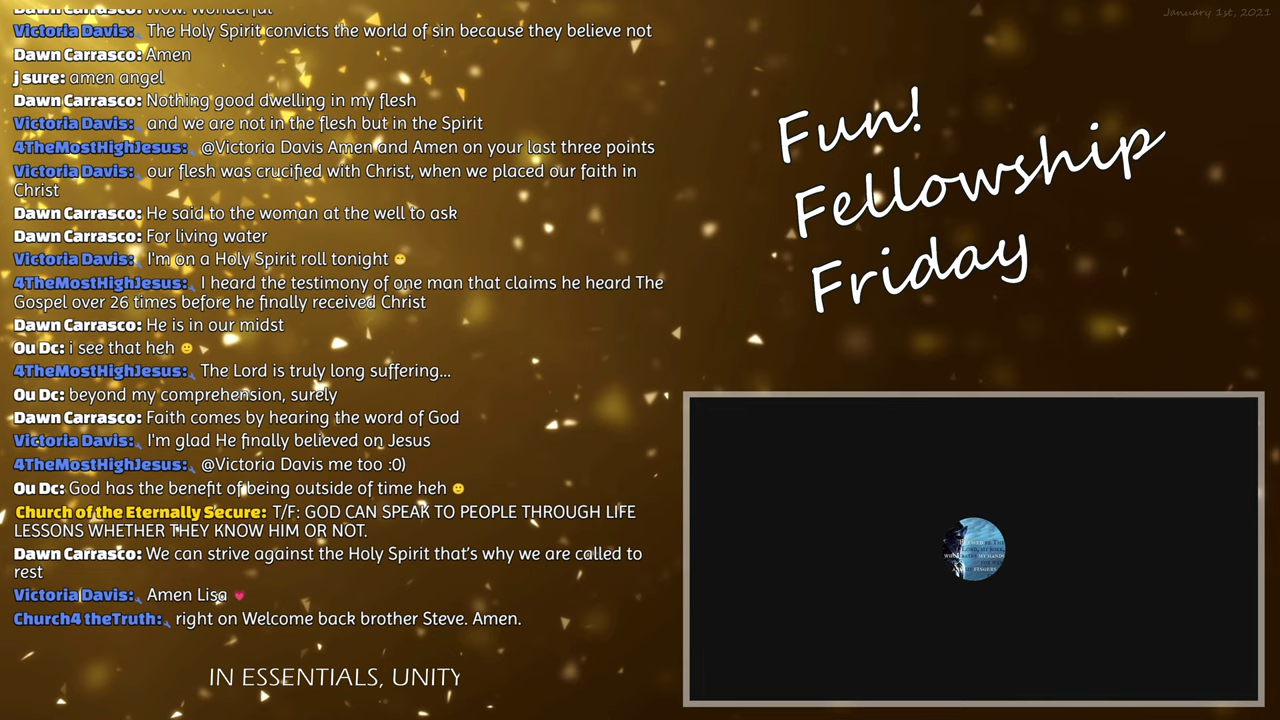 Dawn Carrasco: Wow. Wonderful
Victoria Davis: The Holy Spirit convicts the world of sin because they believe not
Dawn Carrasco: Amen
j sure: amen angel
Dawn Carrasco: Nothing good dwelling in my flesh
Victoria Davis: and we are not in the flesh but in the Spirit
4TheMostHighJesus: @Victoria Davis Amen and Amen on your last three points
Victoria Davis: our flesh was crucified with Christ, when we placed our faith in
Christ
Dawn Carrasco: He said to the woman at the well to ask
Dawn Carrasco: For living water
Victoria Davis: I'm on a Holy Spirit roll tonight 😁
4TheMostHighJesus: I heard the testimony of one man that claims he heard The
Gospel over 26 times before he finally received Christ
Dawn Carrasco: He is in our midst
Ou Dc: i see that heh 🙂
4TheMostHighJesus: The Lord is truly long suffering...
Ou Dc: beyond my comprehension, surely
Dawn Carrasco: Faith comes by hearing the word of God
Victoria Davis: I'm glad He finally believed on Jesus
4TheMostHighJesus: @Victoria Davis me too :0)
Ou Dc: God has the benefit of being outside of time heh 🙂
Church of the Eternally Secure: T/F: GOD CAN SPEAK TO PEOPLE THROUGH LIFE
LESSONS WHETHER THEY KNOW HIM OR NOT.
Dawn Carrasco: We can strive against the Holy Spirit that's why we are called to
rest
Victoria Davis: Amen Lisa 💗
Church4 theTruth: right on Welcome back brother Steve. Amen.
IN ESSENTIALS, UNITY
January 1st, 2021
Fun!
Fellowship
Friday